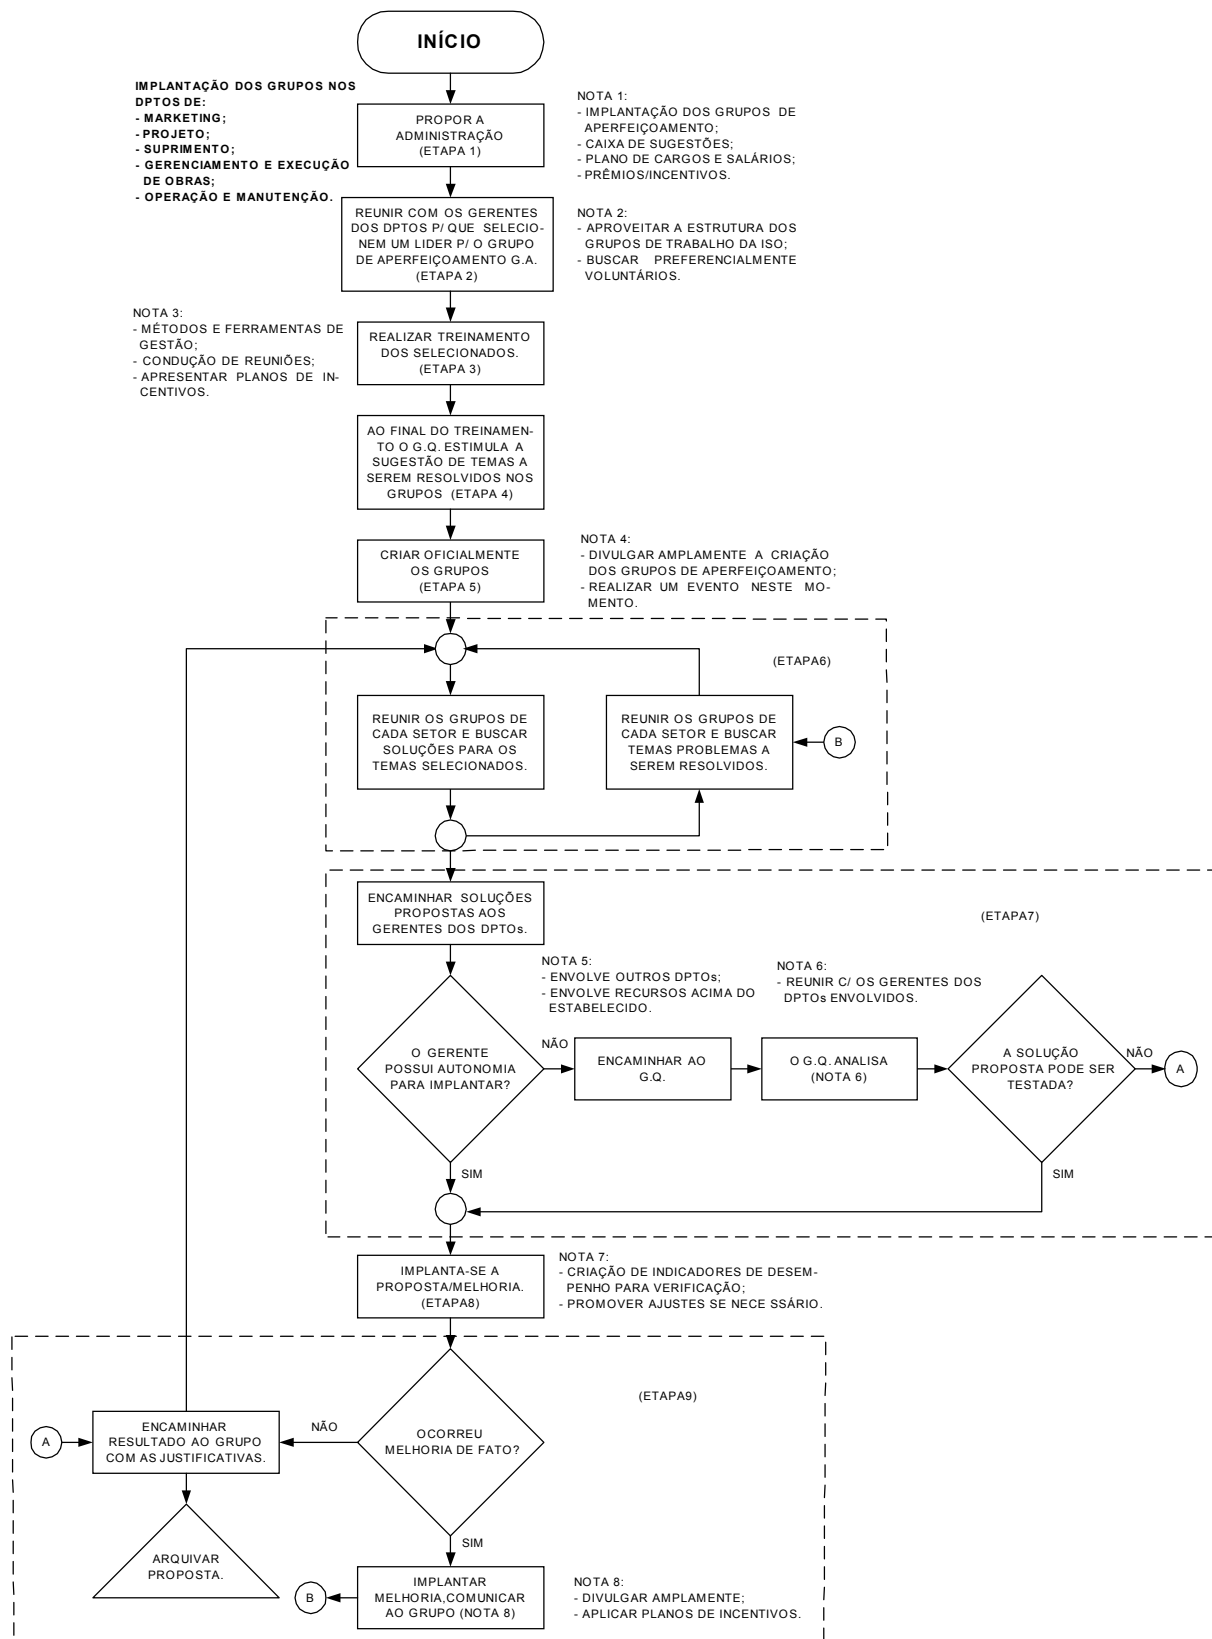 INÍCIO
IMPLANTAÇÃO DOS GRUPOS NOS
DPTOS DE:
- MARKETING;
- PROJETO;
- SUPRIMENTO;
- GERENCIAMENTO E EXECUÇÃO
DE OBRAS;
- OPERAÇÃO E MANUTENÇÃO.
PROPOR A
ADMINISTRAÇÃO
(ETAPA 1)
NOTA 1:
- IMPLANTAÇÃO DOS GRUPOS DE
APERFEIÇOAMENTO;
- CAIXA DE SUGESTÕES;
- PLANO DE CARGOS E SALÁRIOS;
- PRÊMIOS/INCENTIVOS.
REUNIR COM OS GERENTES
DOS DPTOS P/ QUE SELECIO-
NEM UM LIDER P/ O GRUPO
DE APERFEIÇOAMENTO G.A.
(ETAPA 2)
NOTA 2:
- APROVEITAR A ESTRUTURA DOS
GRUPOS DE TRABALHO DA ISO;
- BUSCAR PREFERENCIALMENTE
VOLUNTÁRIOS.
NOTA 3:
- MÉTODOS E FERRAMENTAS DE
GESTÃO;
- CONDUÇÃO DE REUNIÕES;
- APRESENTAR PLANOS DE IN-
CENTIVOS.
REALIZAR TREINAMENTO
DOS SELECIONADOS.
(ETAPA 3)
AO FINAL DO TREINAMEN-
TO O G.Q. ESTIMULA A
SUGESTÃO DE TEMAS A
SEREM RESOLVIDOS NOS
GRUPOS (ETAPA 4)
CRIAR OFICIALMENTE
OS GRUPOS
(ETAPA 5)
NOTA 4:
- DIVULGAR AMPLAMENTE A CRIAÇÃO
DOS GRUPOS DE APERFEIÇOAMENTO;
- REALIZAR UM EVENTO NESTE MO-
MENTO.
(ETAPA6)
REUNIR OS GRUPOS DE
CADA SETOR E BUSCAR
SOLUÇÕES PARA OS
TEMAS SELECIONADOS.
REUNIR OS GRUPOS DE
CADA SETOR E BUSCAR
TEMAS PROBLEMAS A
SEREM RESOLVIDOS.
B
ENCAMINHAR SOLUÇÕES
PROPOSTAS AOS
GERENTES DOS DPTOs.
(ETAPA7)
NOTA 5:
- ENVOLVE OUTROS DPTOs;
- ENVOLVE RECURSOS ACIMA DO
ESTABELECIDO.
NOTA 6:
- REUNIR C/ OS GERENTES DOS
DPTOs ENVOLVIDOS.
O GERENTE
POSSUI AUTONOMIA
PARA IMPLANTAR?
NÃO
ENCAMINHAR AO
G.Q.
O G.Q. ANALISA
(NOTA 6)
A SOLUÇÃO
PROPOSTA PODE SER
TESTADA?
NÃO
A
SIM
SIM
IMPLANTA-SE A
PROPOSTA/MELHORIA.
(ETAPA8)
NOTA 7:
- CRIAÇÃO DE INDICADORES DE DESEM-
PENHO PARA VERIFICAÇÃO;
- PROMOVER AJUSTES SE NECE SSÁRIO.
(ETAPA9)
A
ENCAMINHAR
RESULTADO AO GRUPO
COM AS JUSTIFICATIVAS.
NÃO
OCORREU
MELHORIA DE FATO?
SIM
ARQUIVAR
PROPOSTA.
B
IMPLANTAR
MELHORIA,COMUNICAR
AO GRUPO (NOTA 8)
NOTA 8:
- DIVULGAR AMPLAMENTE;
- APLICAR PLANOS DE INCENTIVOS.